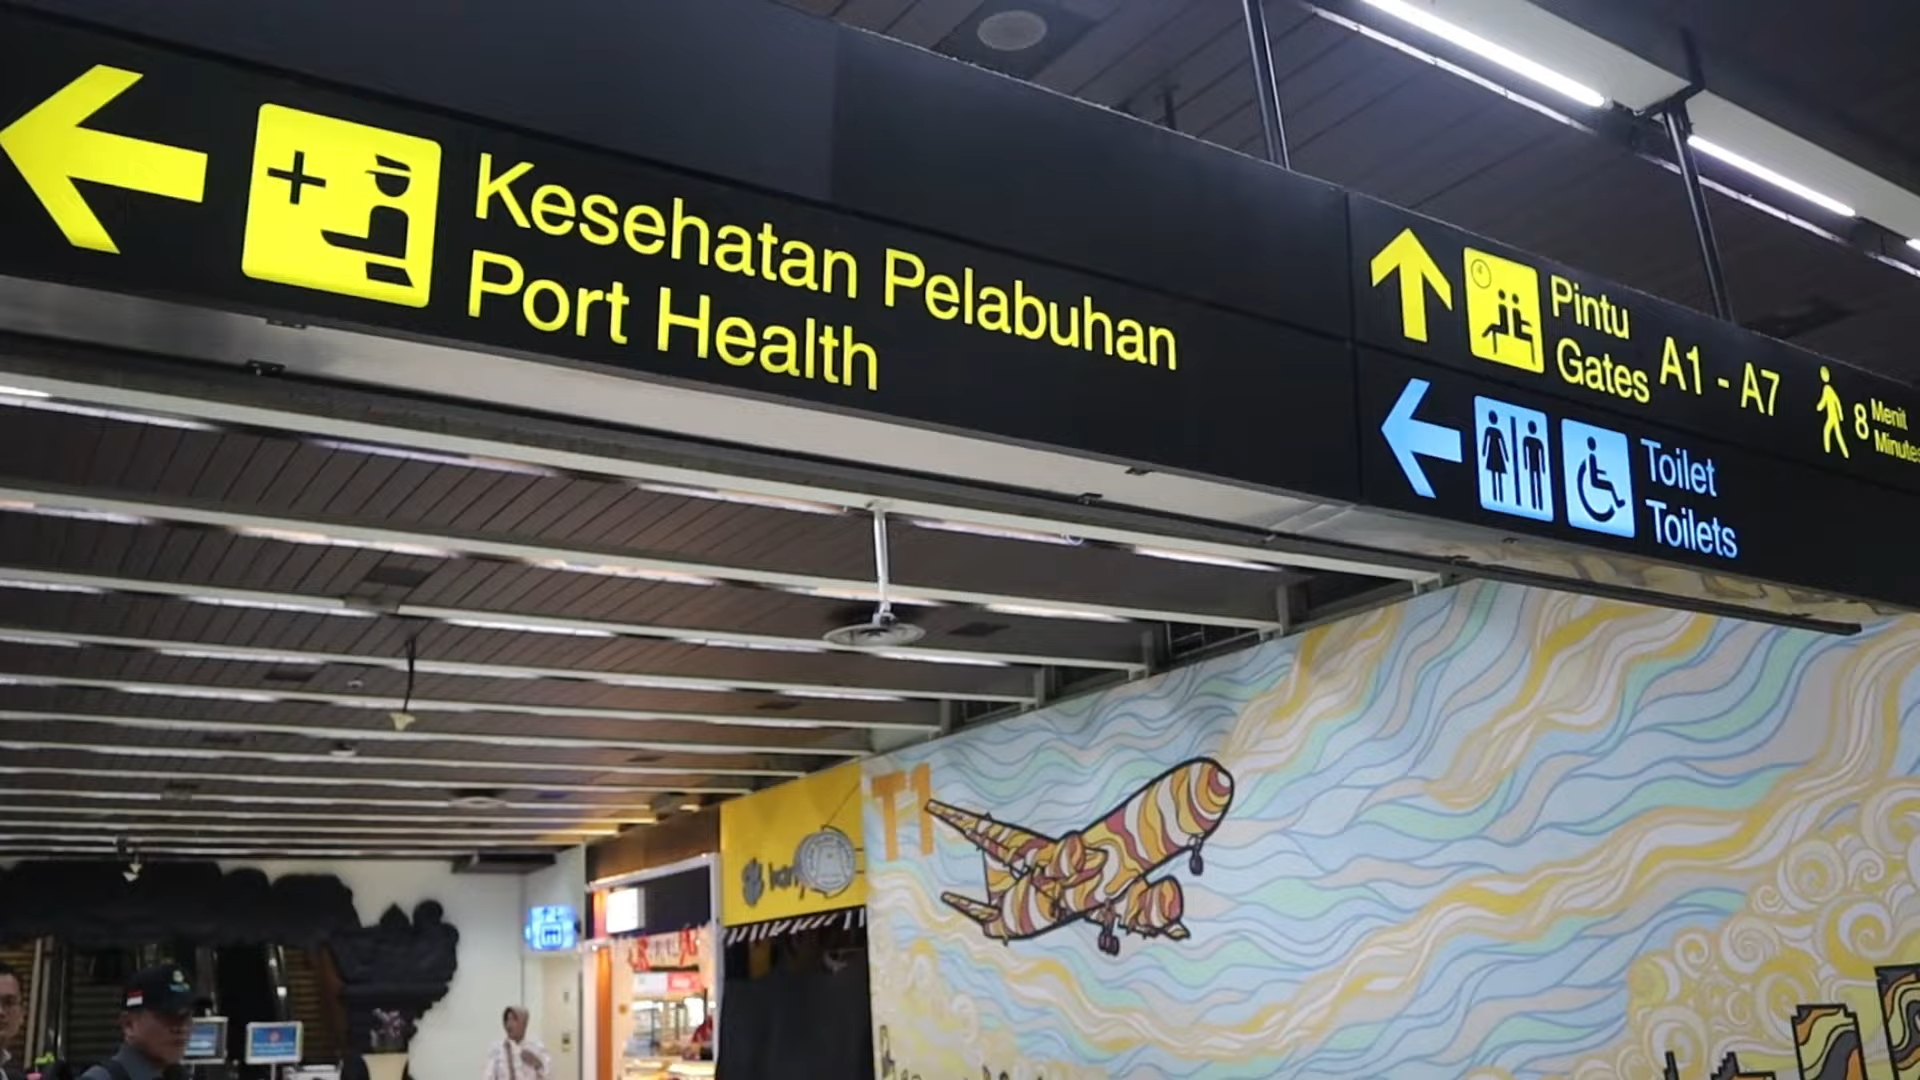 Kesehatan Pelabuhan
Port Health
Pintu
Gates
A1 - A7
8
Menit
Minutes
Toilet
Toilets
T1